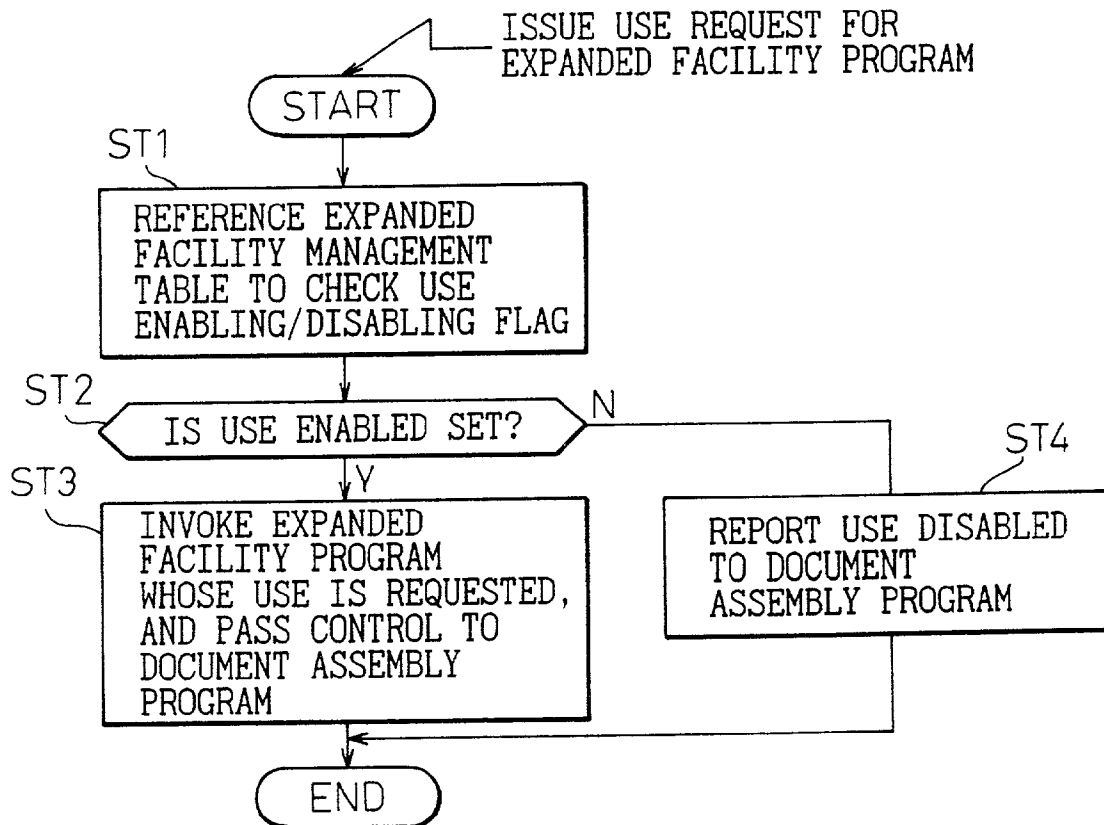 ISSUE USE REQUEST FOR
EXPANDED FACILITY PROGRAM
START
ST1
REFERENCE EXPANDED
FACILITY MANAGEMENT
TABLE TO CHECK USE
ENABLING/DISABLING FLAG
ST2
IS USE ENABLED SET?
N
Y
ST3
INVOKE EXPANDED
FACILITY PROGRAM
WHOSE USE IS REQUESTED,
AND PASS CONTROL TO
DOCUMENT ASSEMBLY
PROGRAM
ST4
REPORT USE DISABLED
TO DOCUMENT
ASSEMBLY PROGRAM
END